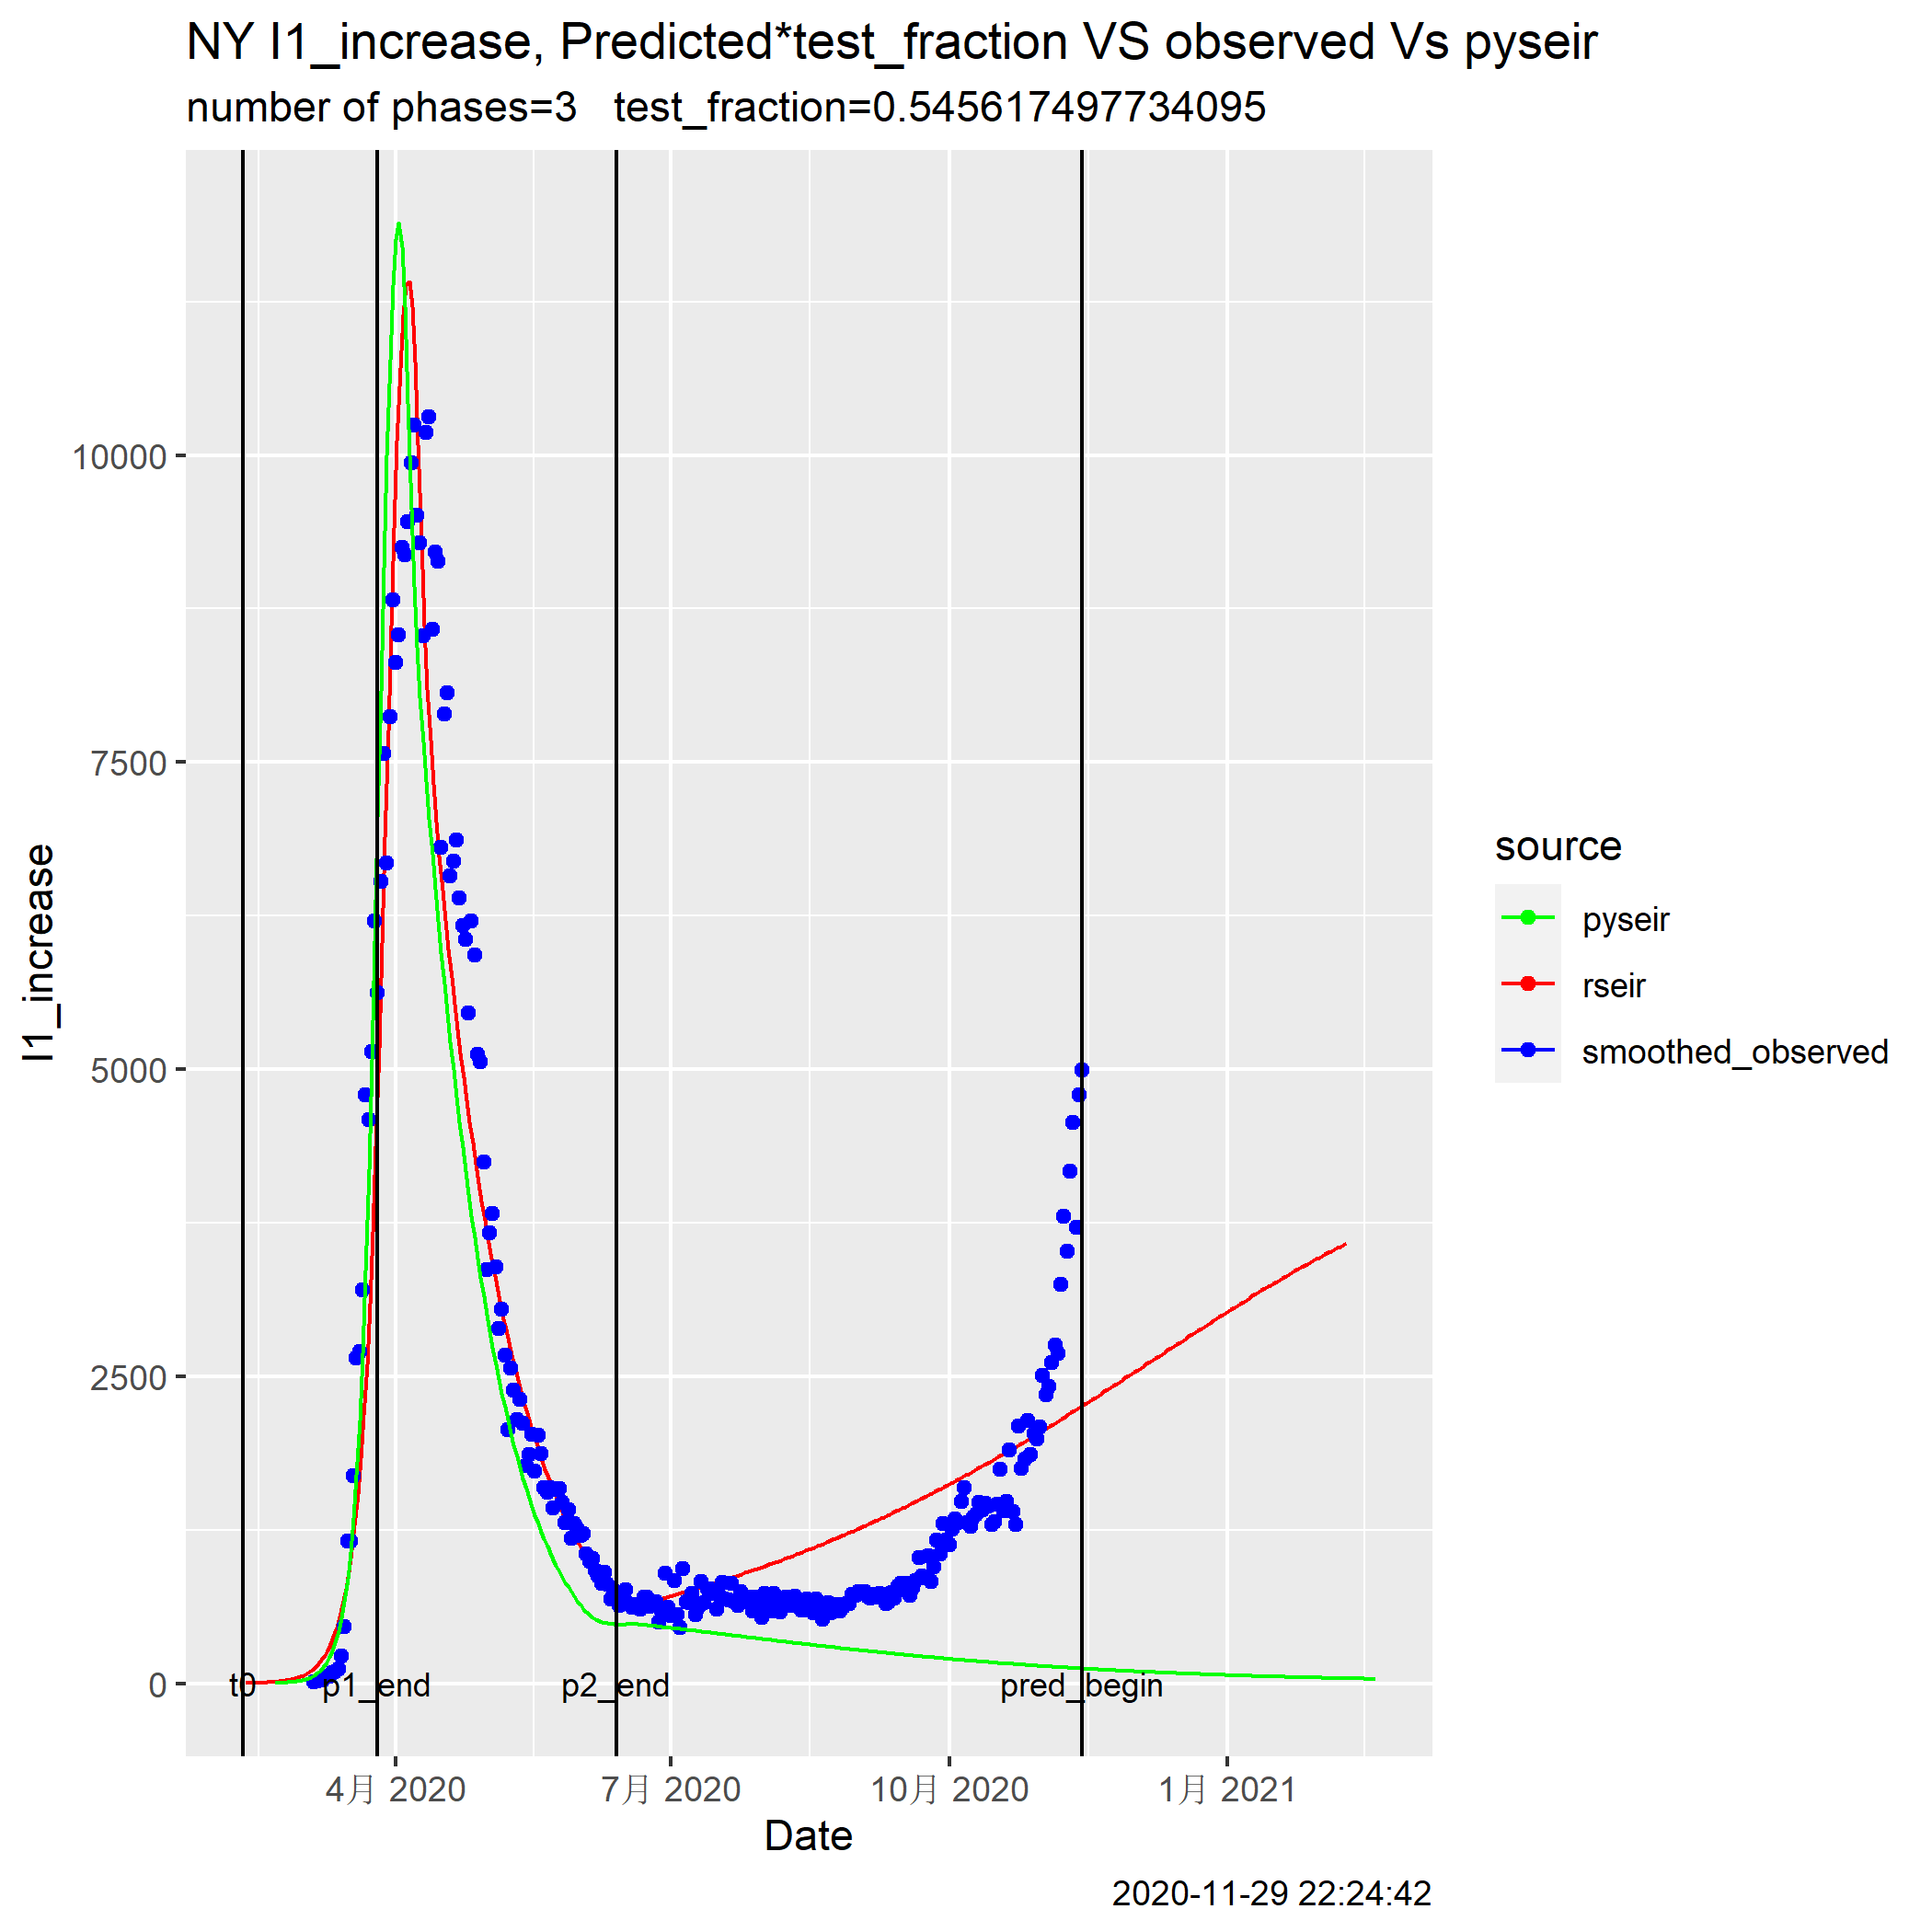 NY I1_increase, Predicted*test_fraction VS observed Vs pyseir
number of phases=3   test_fraction=0.545617497734095
I1_increase
10000
7500
5000
2500
0
t0
p1_end
p2_end
pred_begin
4月 2020
7月 2020
10月 2020
1月 2021
Date
source
pyseir
rseir
smoothed_observed
2020-11-29 22:24:42